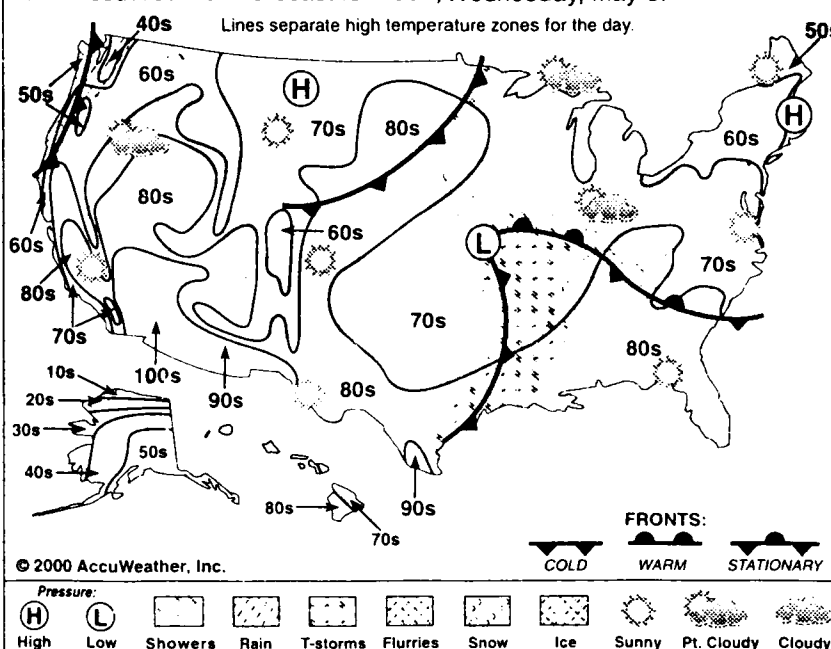 Lines separate high temperature zones for the day.
40s
50s
60s
H
50s
70s
80s
H
60s
80s
60s
L
60s
80s
70s
70s
70s
80s
10s
100s
90s
80s
20s
30s
50s
40s
80s
70s
90s
FRONTS:
© 2000 AccuWeather, Inc.
COLD WARM STATIONARY
Pressure:
H L
High Low Showers Rain T-storms Flurries Snow Ice Sunny Pt. Cloudy Cloudy